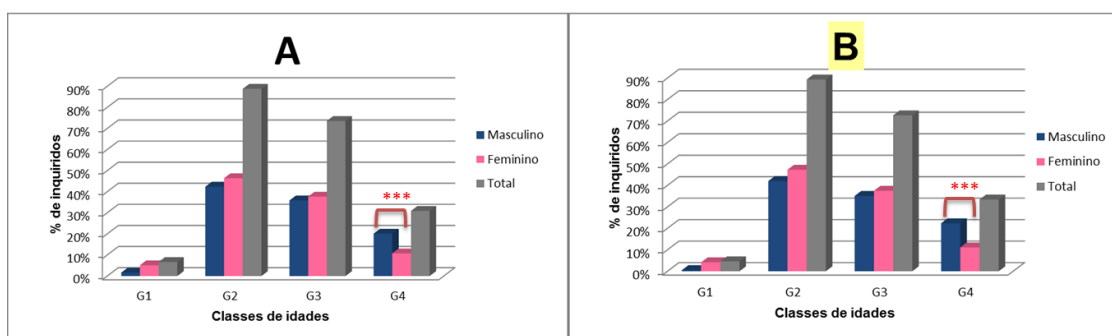 A
% de inquiridos
90%
80%
70%
60%
50%
40%
30%
20%
10%
0%
***
G1 G2 G3 G4
Classes de idades
Masculino
Feminino
Total
B
% de inquiridos
90%
80%
70%
60%
50%
40%
30%
20%
10%
0%
***
G1 G2 G3 G4
Classes de idades
Masculino
Feminino
Total